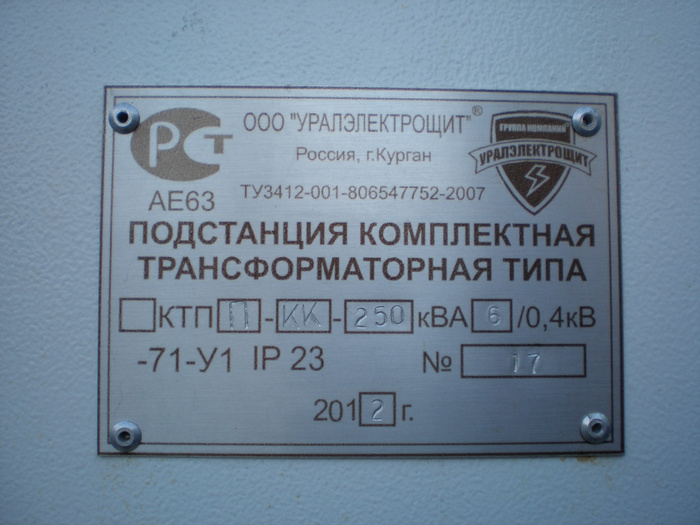 РСТ
АЕ63
ООО "УРАЛЭЛЕКТРОЩИТ"®
Россия, г.Курган
ТУ3412-001-806547752-2007
ГРУППА КОМПАНИЙ
УРАЛЭЛЕКТРОЩИТ
ПОДСТАНЦИЯ КОМПЛЕКТНАЯ
ТРАНСФОРМАТОРНАЯ ТИПА
КТП П-КК-250 кВА 6/0,4кВ
-71-У1 IP 23 № 17
2012г.